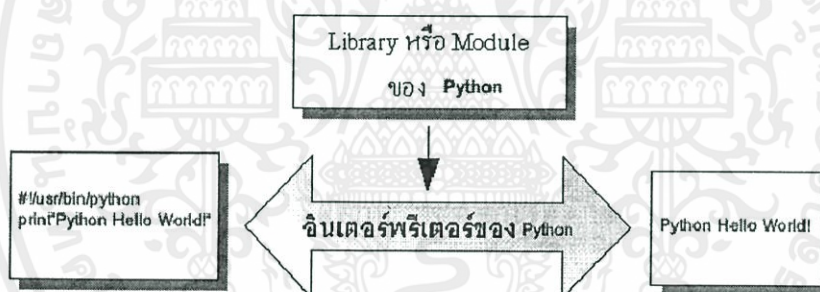 Library หรือ Module
ของ Python
#!/usr/bin/python
print"Python Hello World!"
อินเตอร์พรีเตอร์ของ Python
Python Hello World!